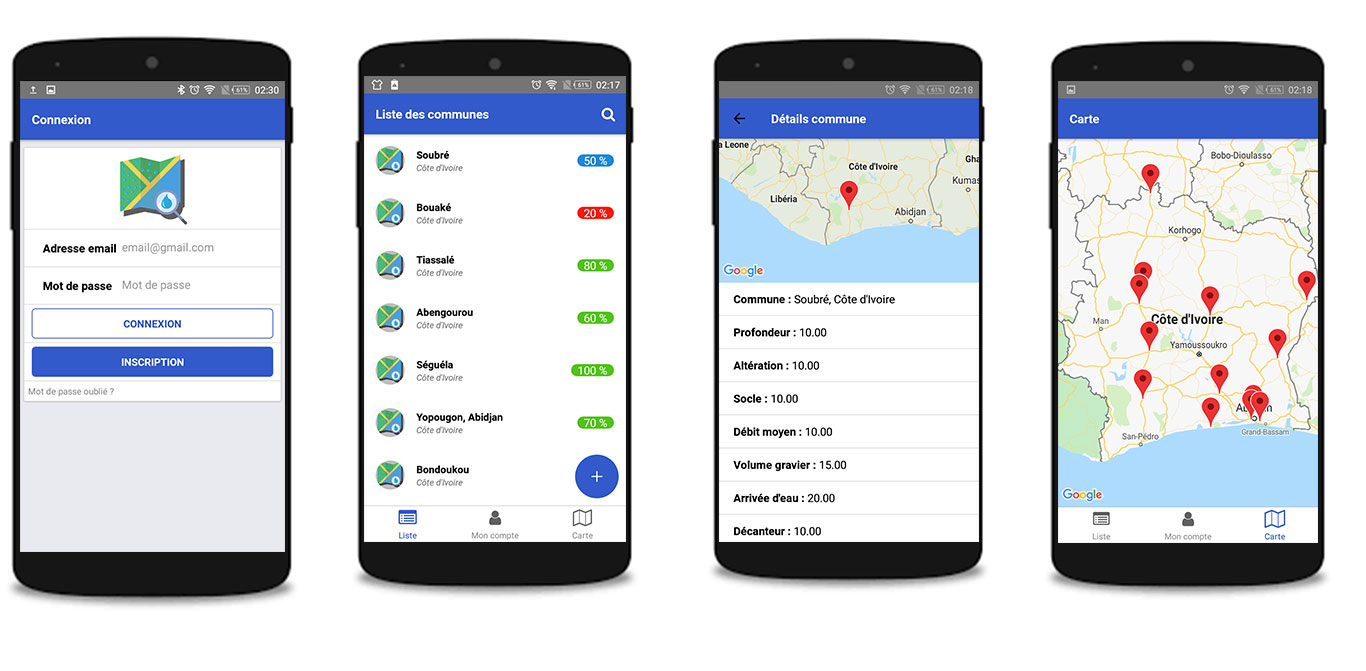 61% 02:30
Connexion
Adresse email email@gmail.com
Mot de passe Mot de passe
CONNEXION
INSCRIPTION
Mot de passe oublié ?
61% 02:17
Liste des communes
Soubré
Côte d'Ivoire
50 %
Bouaké
Côte d'Ivoire
20 %
Tiassalé
Côte d'Ivoire
80 %
Abengourou
Côte d'Ivoire
60 %
Séguéla
Côte d'Ivoire
100 %
Yopougon, Abidjan
Côte d'Ivoire
70 %
Bondoukou
Côte d'Ivoire
+
Liste Mon compte Carte
61% 02:18
Détails commune
a Leone
Côte d'Ivoire
Gha
Kumas
Libéria
Abidjan
Google
Commune : Soubré, Côte d'Ivoire
Profondeur : 10.00
Altération : 10.00
Socle : 10.00
Débit moyen : 10.00
Volume gravier : 15.00
Arrivée d'eau : 20.00
Décanteur : 10.00
61% 02:18
Carte
Bobo-Dioulasso
Korhogo
Man
Côte d'Ivoire
Yamoussoukro
San-Pédro
Grand-Bassam
Google
Liste Mon compte Carte